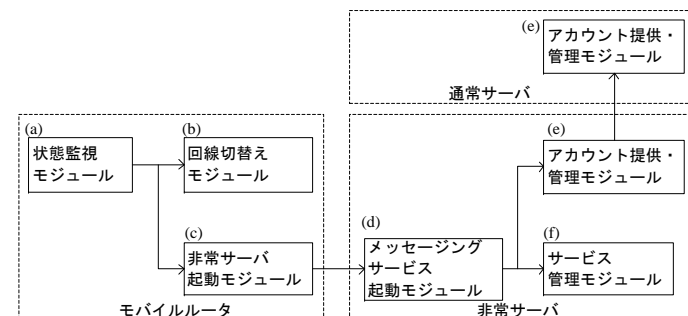 (e)
アカウント提供・
管理モジュール
通常サーバ
(a)
状態監視
モジュール
(b)
回線切替え
モジュール
(c)
非常サーバ
起動モジュール
モバイルルータ
(d)
メッセージング
サービス
起動モジュール
(e)
アカウント提供・
管理モジュール
(f)
サービス
管理モジュール
非常サーバ